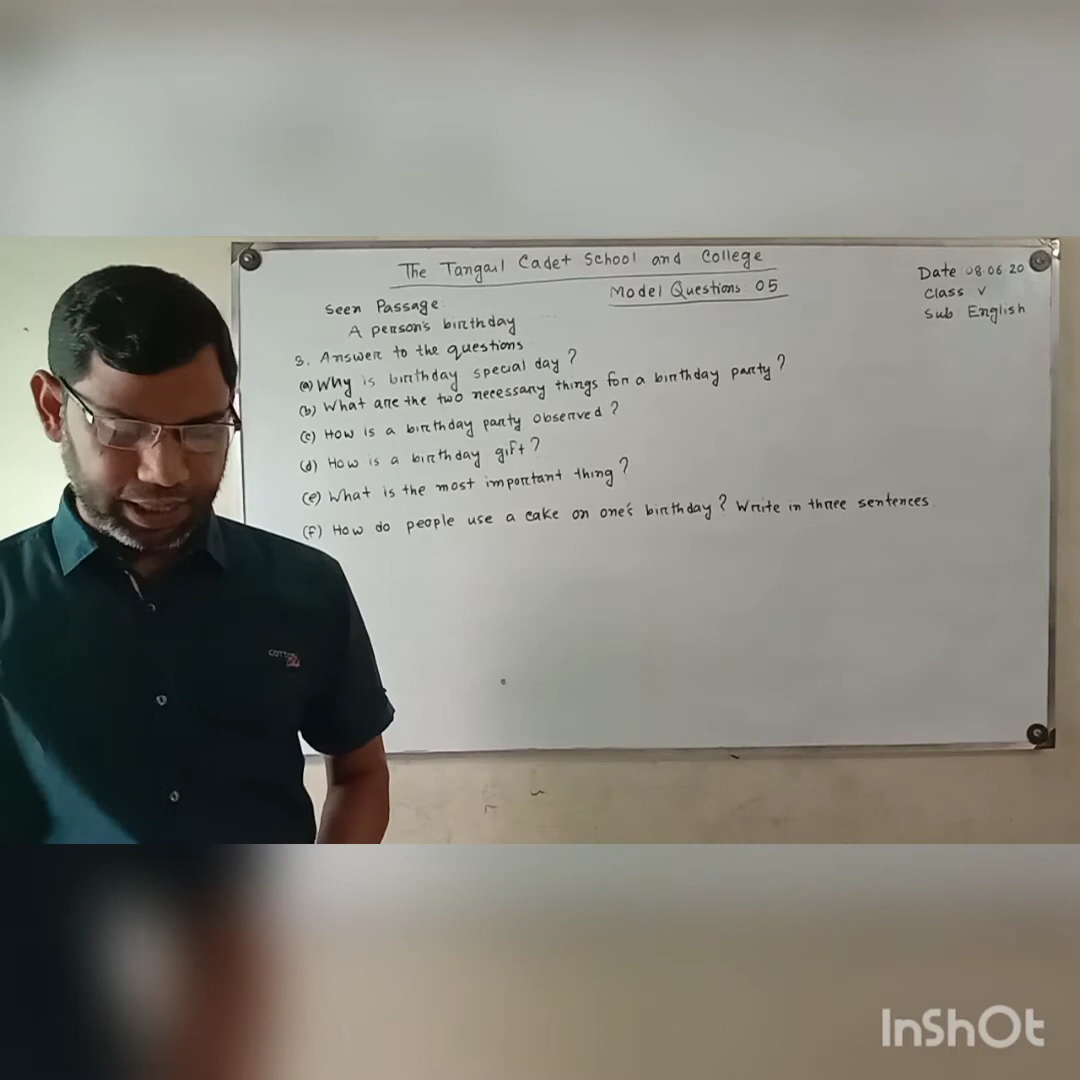 The Tangail Cadet School and College
Model Questions 05
Date: 08.06.20
Class V
Sub: English
Seen Passage:
A person's birthday
3. Answer to the questions
(a) Why is birthday special day?
(b) What are the two necessary things for a birthday party?
(c) How is a birthday party observed?
(d) How is a birthday gift?
(e) What is the most important thing?
(f) How do people use a cake on one's birthday? Write in three sentences
COTTON
InShOt